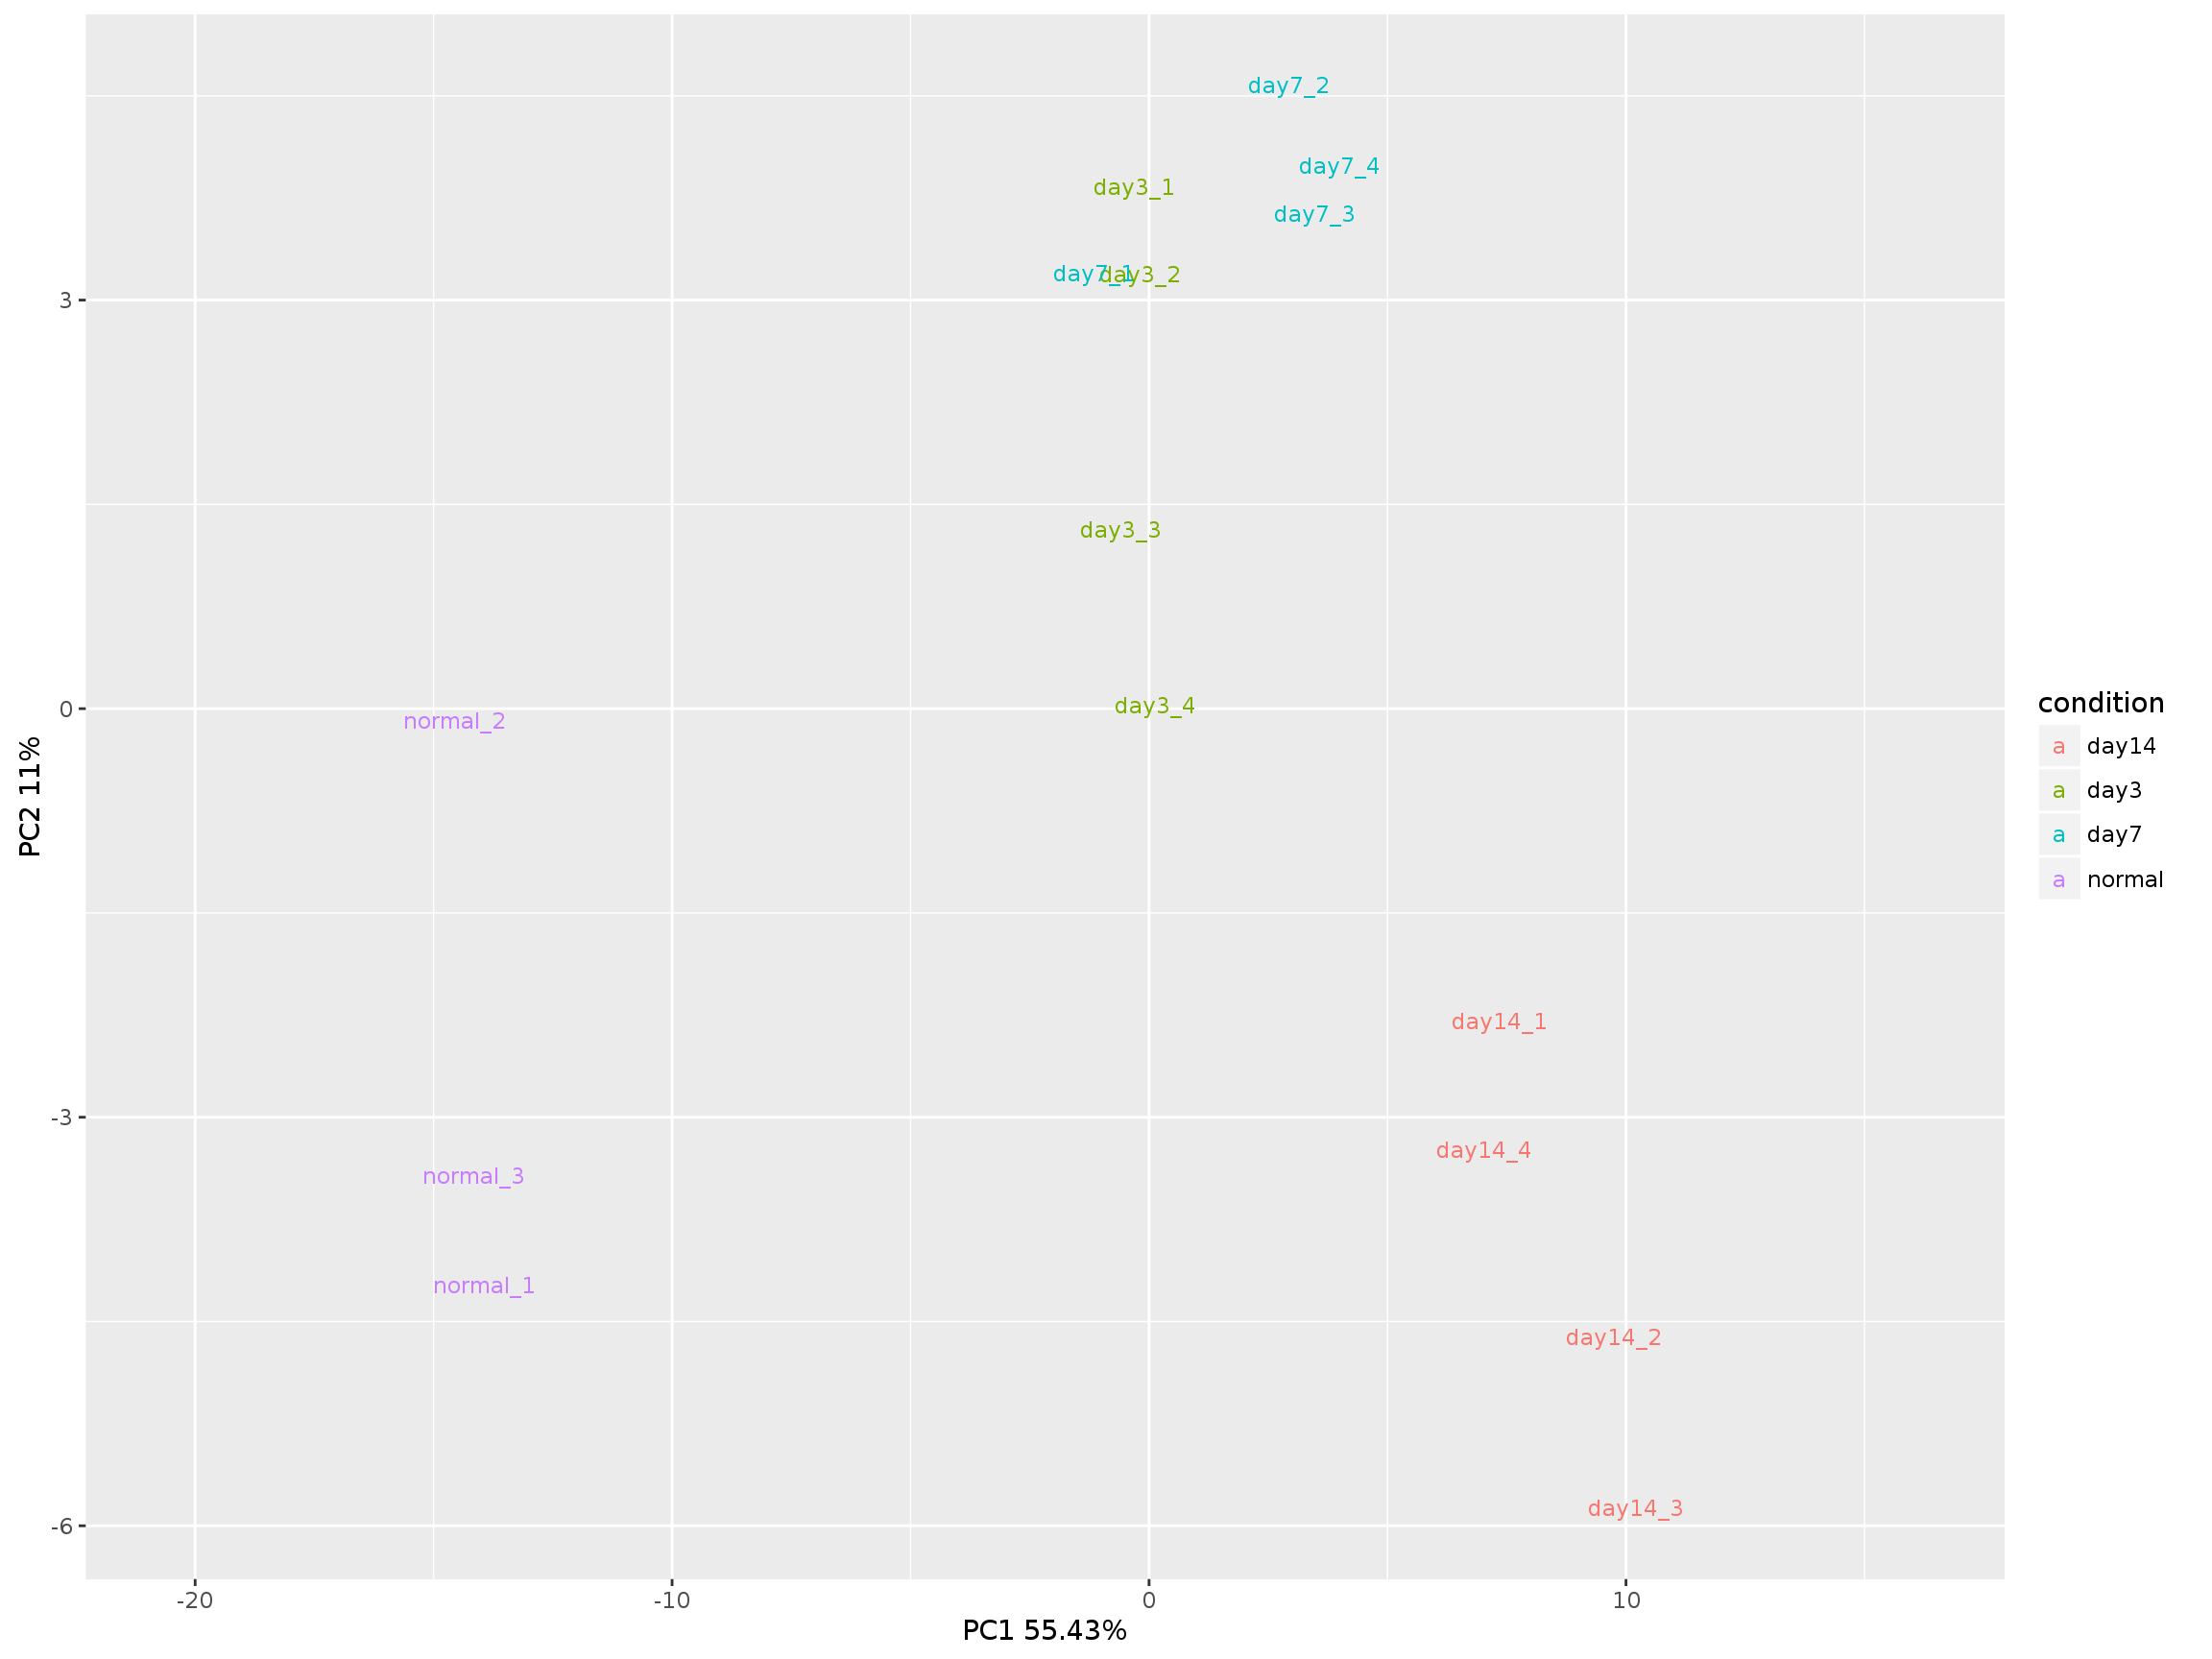 day7_2
day7_4
day3_1
day7_3
day7_1
day3_2
3
day3_3
0
day3_4
normal_2
PC2 11%
day14_1
-3
day14_4
normal_3
normal_1
day14_2
day14_3
-6
-20
-10
0
10
PC1 55.43%
condition
a day14
a day3
a day7
a normal